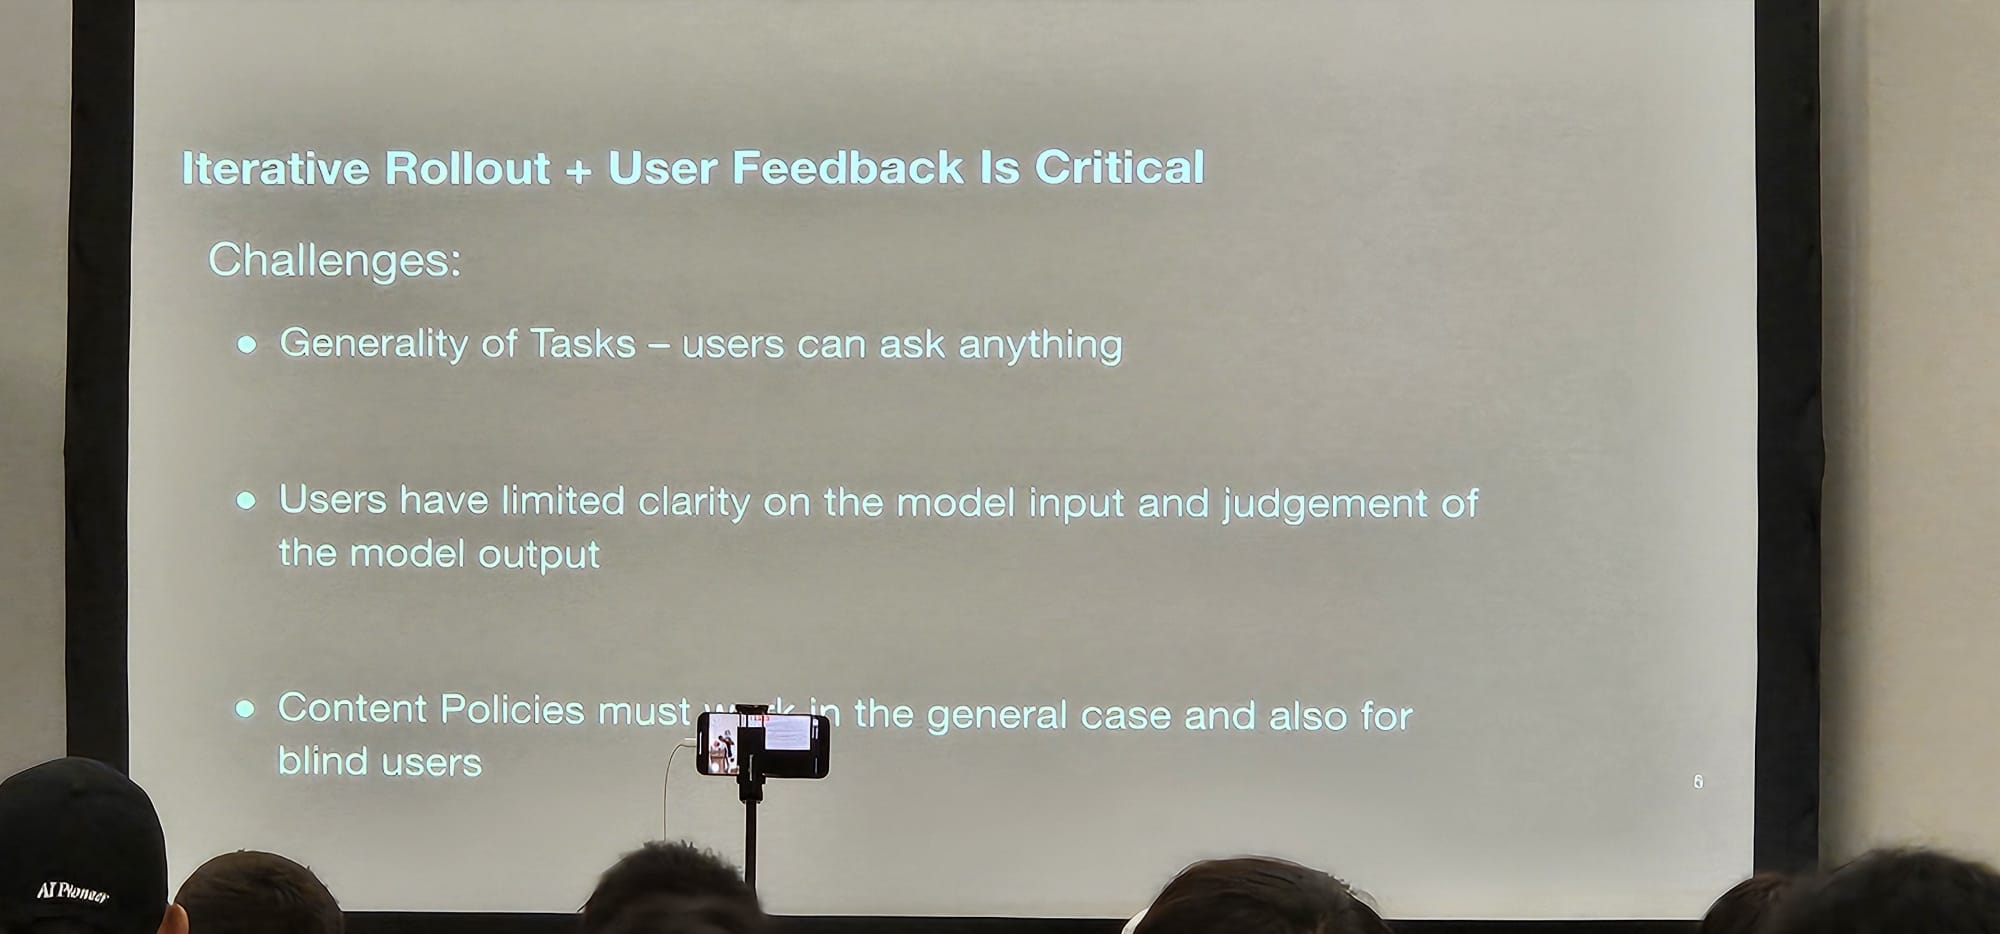 Iterative Rollout + User Feedback Is Critical
Challenges:
● Generality of Tasks – users can ask anything
● Users have limited clarity on the model input and judgement of
the model output
● Content Policies must in the general case and also for
blind users
AI Pioneer